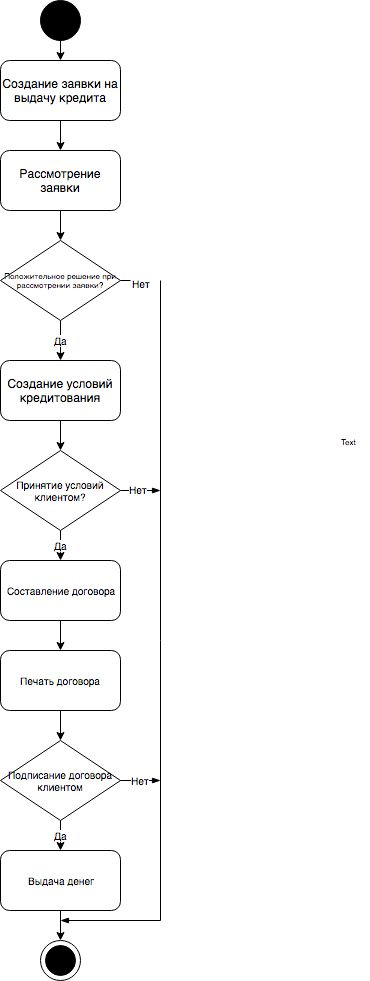 Создание заявки на
выдачу кредита
Рассмотрение
заявки
Положительное решение при
рассмотрении заявки?
Нет
Да
Создание условий
кредитования
Text
Принятие условий
клиентом?
Нет
Да
Составление договора
Печать договора
Подписание договора
клиентом
Нет
Да
Выдача денег